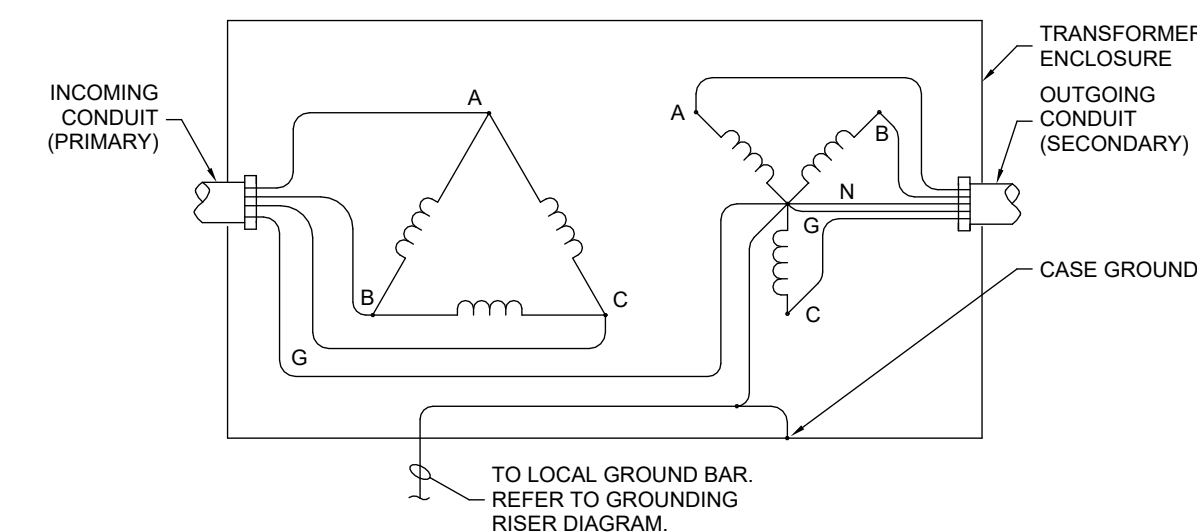 TRANSFORMER
ENCLOSURE
INCOMING
CONDUIT
(PRIMARY)
OUTGOING
CONDUIT
(SECONDARY)
A
A
B
N
G
B
C
C
G
CASE GROUND
TO LOCAL GROUND BAR.
REFER TO GROUNDING
RISER DIAGRAM.